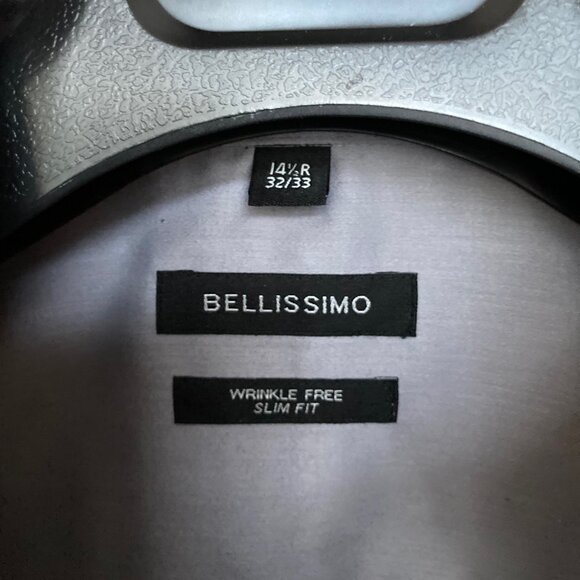 14½R
32/33
BELLISSIMO
WRINKLE FREE
SLIM FIT